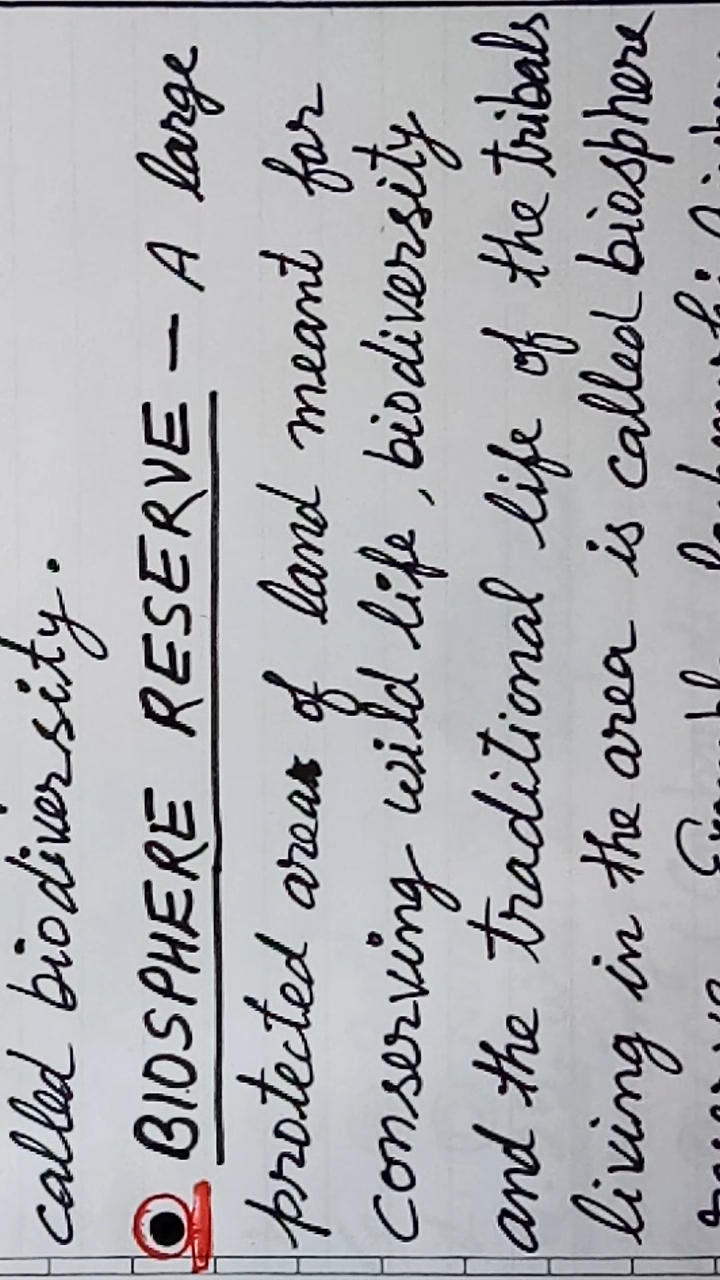 called biodiversity.
BIOSPHERE RESERVE - A large
protected area of land meant for
conserving wild life, biodiversity
and the traditional life of the tribals
living in the area is called biosphere